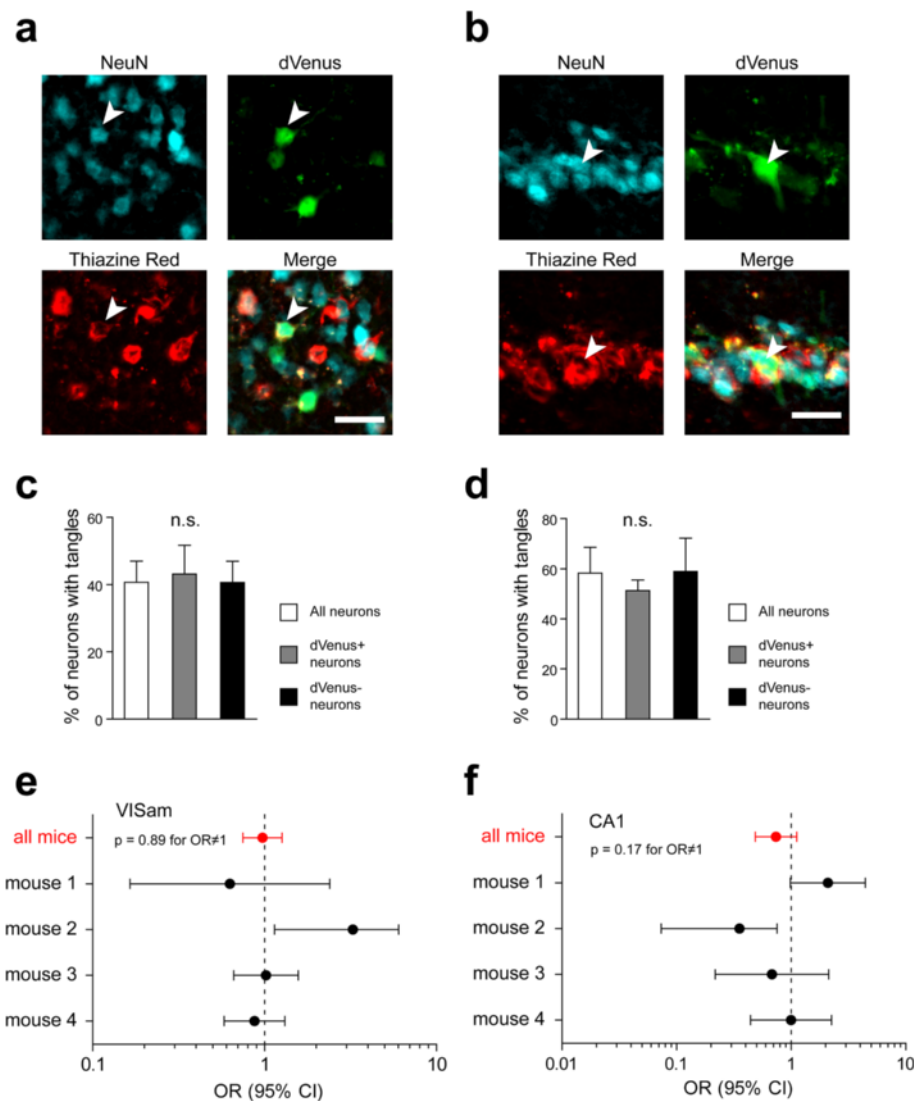 a
NeuN
dVenus
Thiazine Red
Merge
b
NeuN
dVenus
Thiazine Red
Merge
c
% of neurons with tangles
60
40
20
0
n.s.
All neurons
dVenus+
neurons
dVenus-
neurons
d
% of neurons with tangles
80
60
40
20
0
n.s.
All neurons
dVenus+
neurons
dVenus-
neurons
e
VISam
p = 0.89 for OR≠1
all mice
mouse 1
mouse 2
mouse 3
mouse 4
0.1
1
10
OR (95% CI)
f
CA1
p = 0.17 for OR≠1
all mice
mouse 1
mouse 2
mouse 3
mouse 4
0.01
0.1
1
10
OR (95% CI)